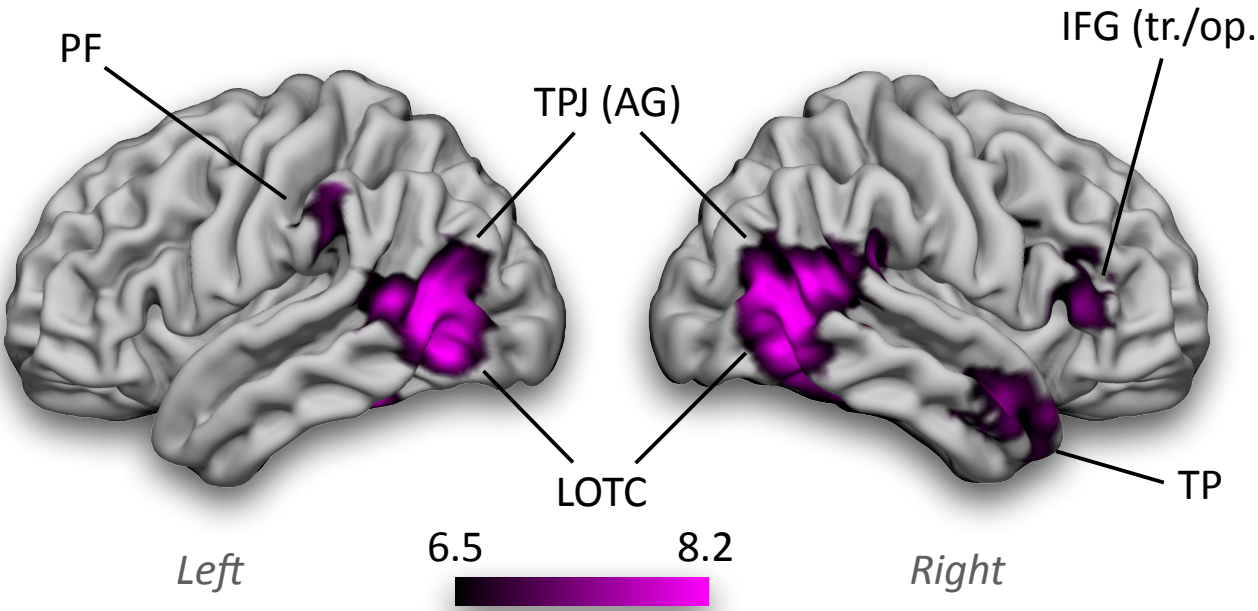 IFG (tr./op.
PF
TPJ (AG)
LOTC
TP
6.5 8.2
Left
Right